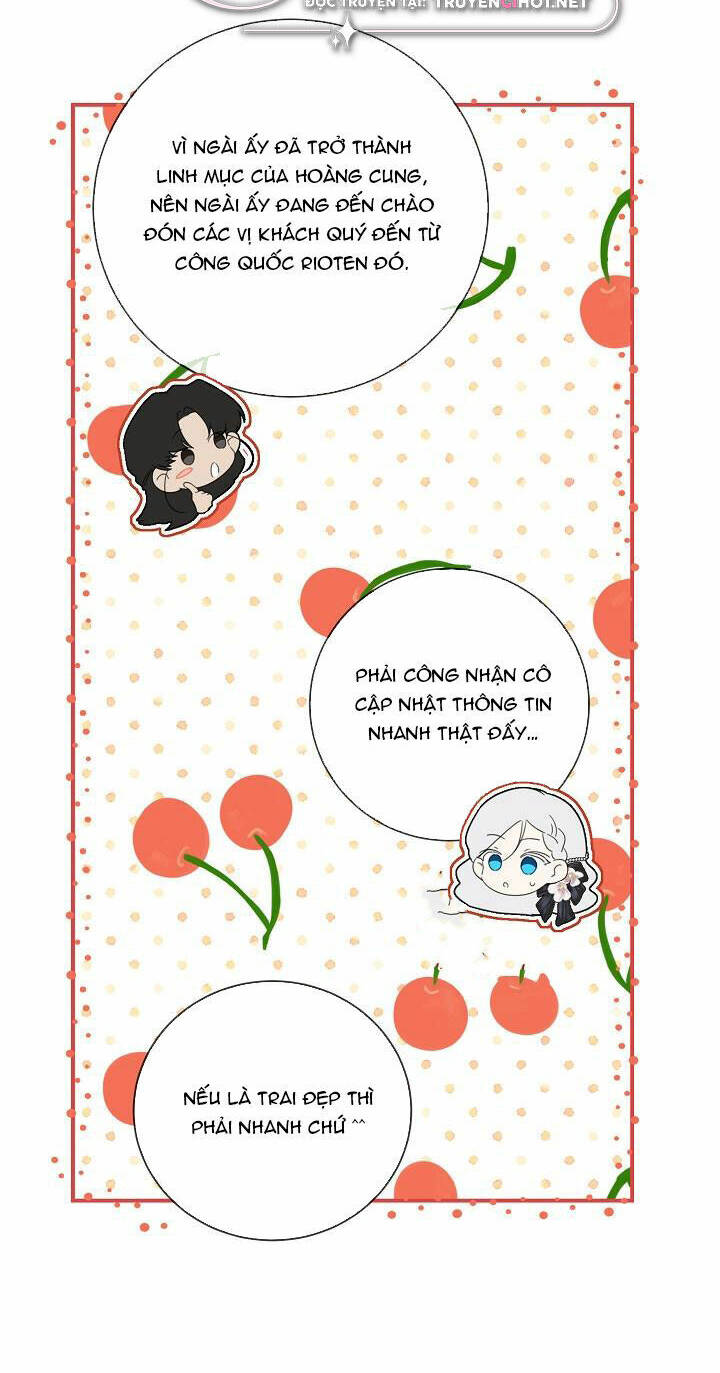 ĐỌC TRUYỆN TẠI: TRUYENGIHOT.NET
VÌ NGÀI ẤY ĐÃ TRỞ THÀNH
LINH MỤC CỦA HOÀNG CUNG,
NÊN NGÀI ẤY ĐANG ĐẾN CHÀO
ĐÓN CÁC VỊ KHÁCH QUÝ ĐẾN TỪ
CÔNG QUỐC RIOTEN ĐÓ.
PHẢI CÔNG NHẬN CÔ
CẬP NHẬT THÔNG TIN
NHANH THẬT ĐẤY...
NẾU LÀ TRAI ĐẸP THÌ
PHẢI NHANH CHỨ ^^